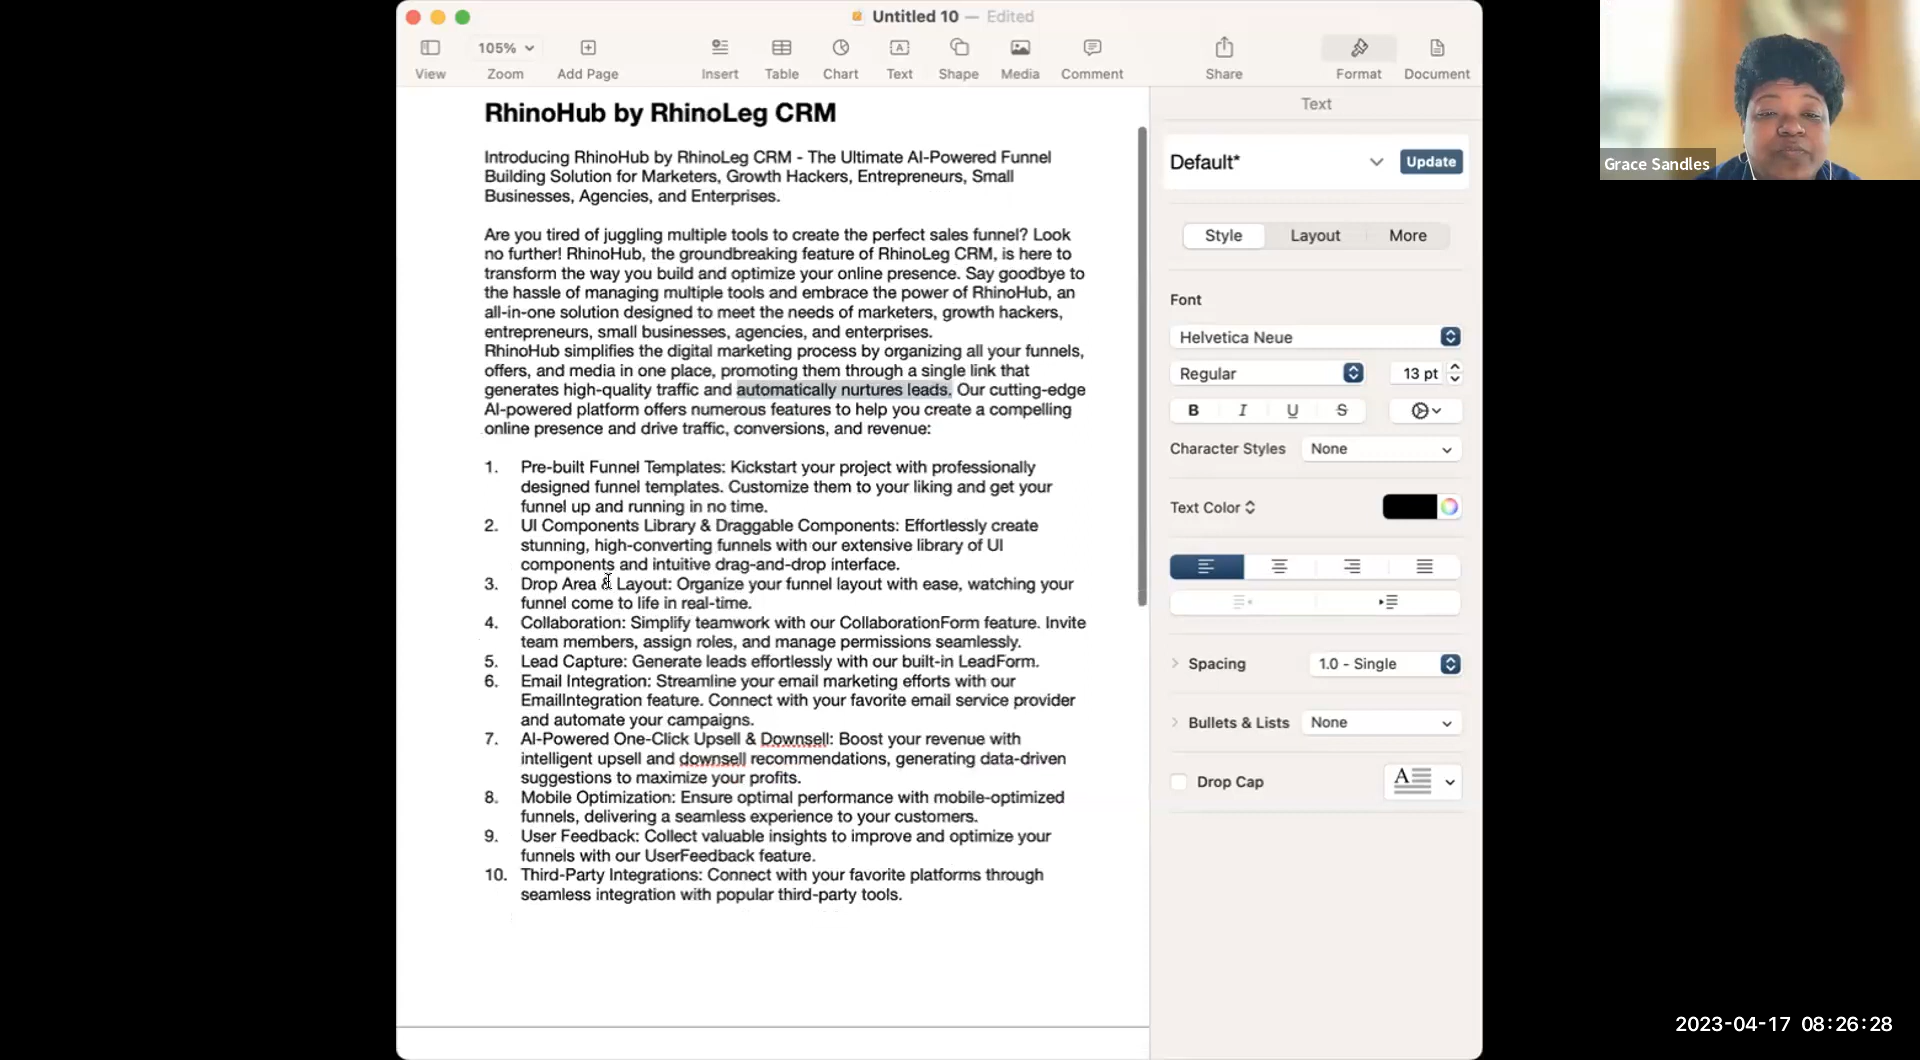 Untitled 10 — Edited
105%
View
Zoom
Add Page
Insert
Table
Chart
Text
Shape
Media
Comment
Share
Format
Document
RhinoHub by RhinoLeg CRM
Introducing RhinoHub by RhinoLeg CRM - The Ultimate AI-Powered Funnel
Building Solution for Marketers, Growth Hackers, Entrepreneurs, Small
Businesses, Agencies, and Enterprises.
Are you tired of juggling multiple tools to create the perfect sales funnel? Look
no further! RhinoHub, the groundbreaking feature of RhinoLeg CRM, is here to
transform the way you build and optimize your online presence. Say goodbye to
the hassle of managing multiple tools and embrace the power of RhinoHub, an
all-in-one solution designed to meet the needs of marketers, growth hackers,
entrepreneurs, small businesses, agencies, and enterprises.
RhinoHub simplifies the digital marketing process by organizing all your funnels,
offers, and media in one place, promoting them through a single link that
generates high-quality traffic and automatically nurtures leads. Our cutting-edge
AI-powered platform offers numerous features to help you create a compelling
online presence and drive traffic, conversions, and revenue:
1. Pre-built Funnel Templates: Kickstart your project with professionally
designed funnel templates. Customize them to your liking and get your
funnel up and running in no time.
2. UI Components Library & Draggable Components: Effortlessly create
stunning, high-converting funnels with our extensive library of UI
components and intuitive drag-and-drop interface.
3. Drop Area & Layout: Organize your funnel layout with ease, watching your
funnel come to life in real-time.
4. Collaboration: Simplify teamwork with our CollaborationForm feature. Invite
team members, assign roles, and manage permissions seamlessly.
5. Lead Capture: Generate leads effortlessly with our built-in LeadForm.
6. Email Integration: Streamline your email marketing efforts with our
EmailIntegration feature. Connect with your favorite email service provider
and automate your campaigns.
7. AI-Powered One-Click Upsell & Downsell: Boost your revenue with
intelligent upsell and downsell recommendations, generating data-driven
suggestions to maximize your profits.
8. Mobile Optimization: Ensure optimal performance with mobile-optimized
funnels, delivering a seamless experience to your customers.
9. User Feedback: Collect valuable insights to improve and optimize your
funnels with our UserFeedback feature.
10. Third-Party Integrations: Connect with your favorite platforms through
seamless integration with popular third-party tools.
Text
Default*
Update
Style
Layout
More
Font
Helvetica Neue
Regular
13 pt
B I U S
Character Styles
None
Text Color
Spacing
1.0 - Single
Bullets & Lists
None
Drop Cap
A
Grace Sandles
2023-04-17 08:26:28